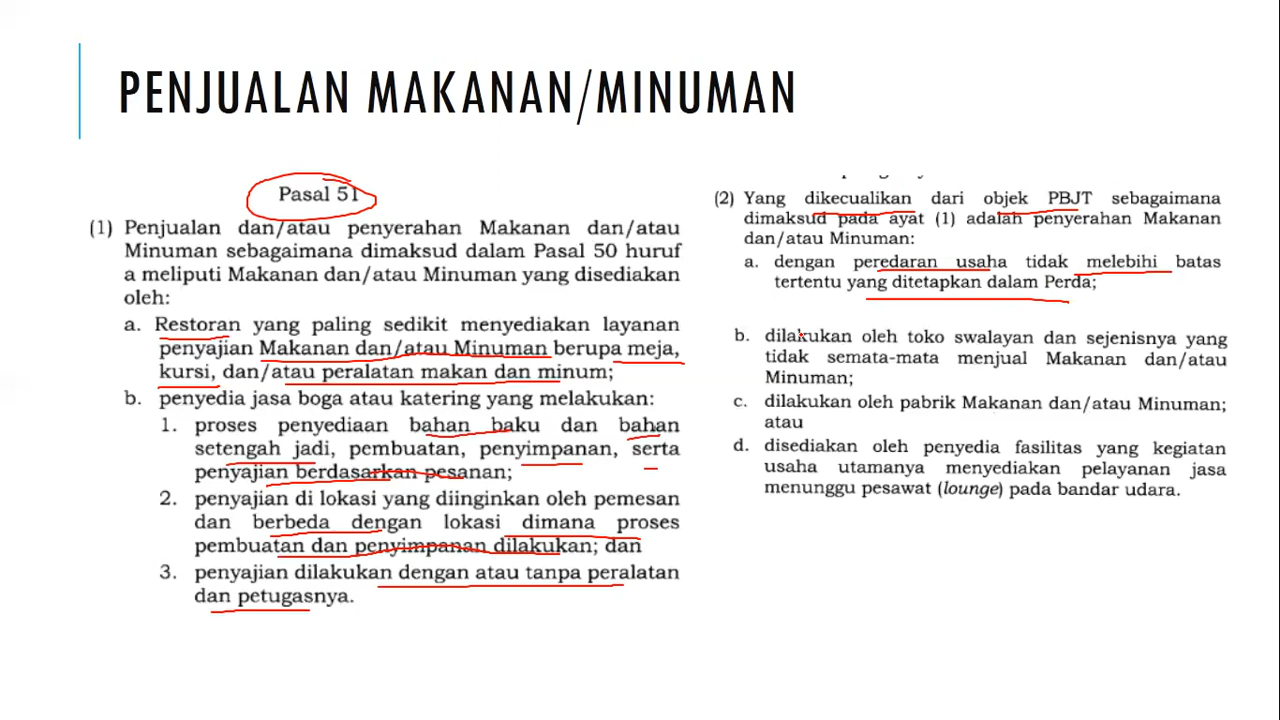 PENJUALAN MAKANAN/MINUMAN
Pasal 51
(1) Penjualan dan/atau penyerahan Makanan dan/atau
Minuman sebagaimana dimaksud dalam Pasal 50 huruf
a meliputi Makanan dan/atau Minuman yang disediakan
oleh:
a. Restoran yang paling sedikit menyediakan layanan
penyajian Makanan dan/atau Minuman berupa meja,
kursi, dan/atau peralatan makan dan minum;
b. penyedia jasa boga atau katering yang melakukan:
1. proses penyediaan bahan baku dan bahan
setengah jadi, pembuatan, penyimpanan, serta
penyajian berdasarkan pesanan;
2. penyajian di lokasi yang diinginkan oleh pemesan
dan berbeda dengan lokasi dimana proses
pembuatan dan penyimpanan dilakukan; dan
3. penyajian dilakukan dengan atau tanpa peralatan
dan petugasnya.
(2) Yang dikecualikan dari objek PBJT sebagaimana
dimaksud pada ayat (1) adalah penyerahan Makanan
dan/atau Minuman:
a. dengan peredaran usaha tidak melebihi batas
tertentu yang ditetapkan dalam Perda;
b. dilakukan oleh toko swalayan dan sejenisnya yang
tidak semata-mata menjual Makanan dan/atau
Minuman;
c. dilakukan oleh pabrik Makanan dan/atau Minuman;
atau
d. disediakan oleh penyedia fasilitas yang kegiatan
usaha utamanya menyediakan pelayanan jasa
menunggu pesawat (lounge) pada bandar udara.